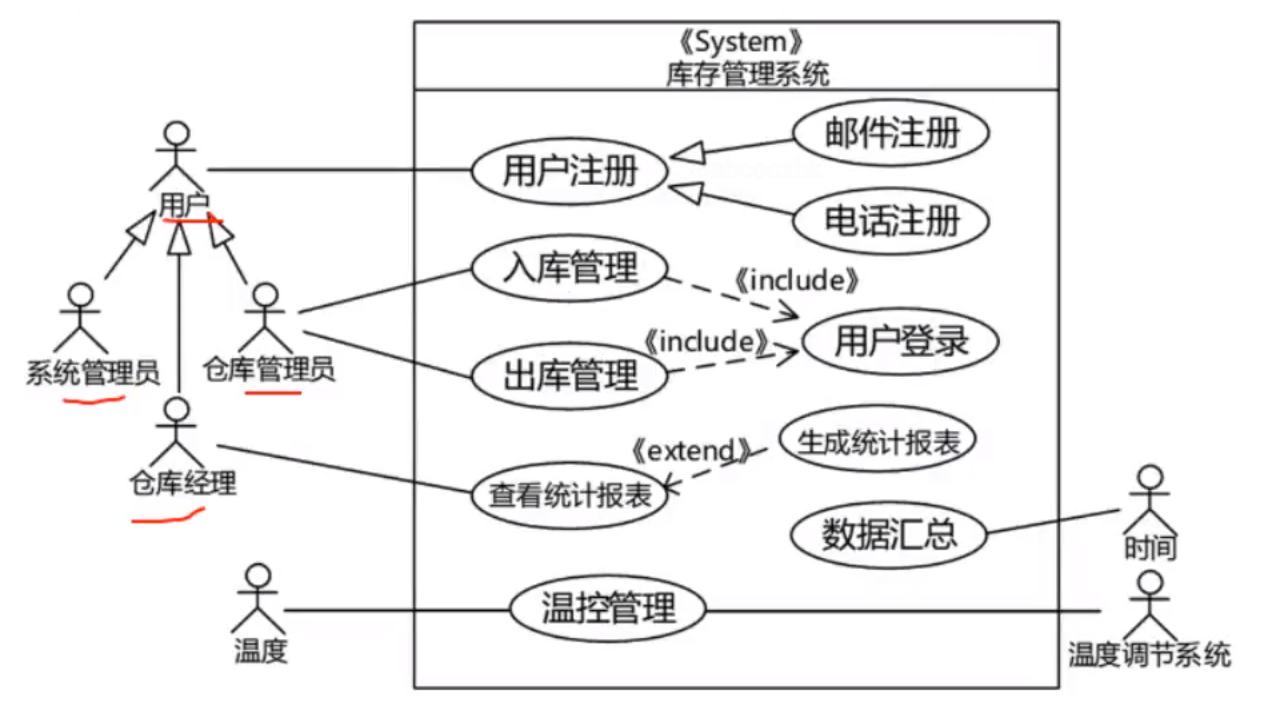 《System》
库存管理系统
用户
用户注册
邮件注册
电话注册
入库管理
《include》
用户登录
《include》
出库管理
系统管理员
仓库管理员
仓库经理
《extend》
生成统计报表
查看统计报表
数据汇总
时间
温度
温控管理
温度调节系统